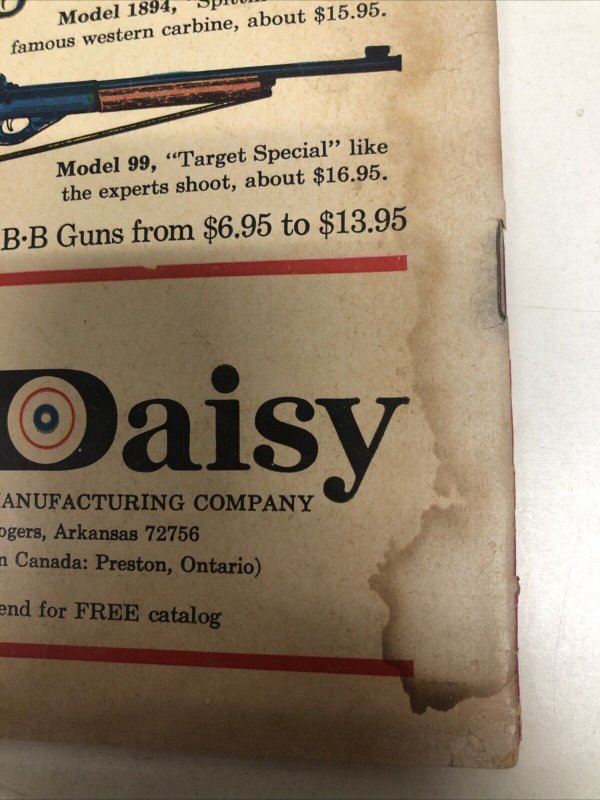 Model 1894,
famous western carbine, about $15.95.
Model 99, “Target Special” like
the experts shoot, about $16.95.
B·B Guns from $6.95 to $13.95
Daisy
MANUFACTURING COMPANY
ogers, Arkansas 72756
n Canada: Preston, Ontario)
end for FREE catalog